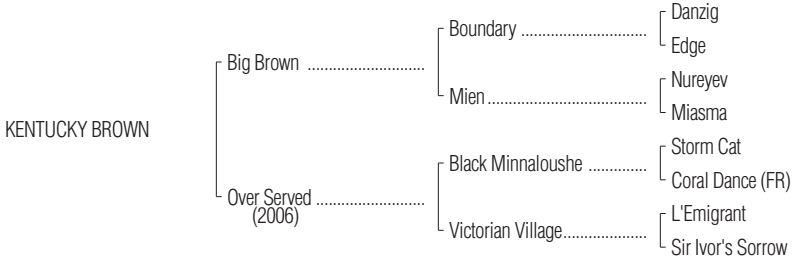 Danzig
Boundary ..............................
Edge
Big Brown ............................
Nureyev
Mien ......................................
Miasma
KENTUCKY BROWN
Storm Cat
Black Minnaloushe ..............
Coral Dance (FR)
Over Served ..........................
(2006)
L'Emigrant
Victorian Village....................
Sir Ivor's Sorrow